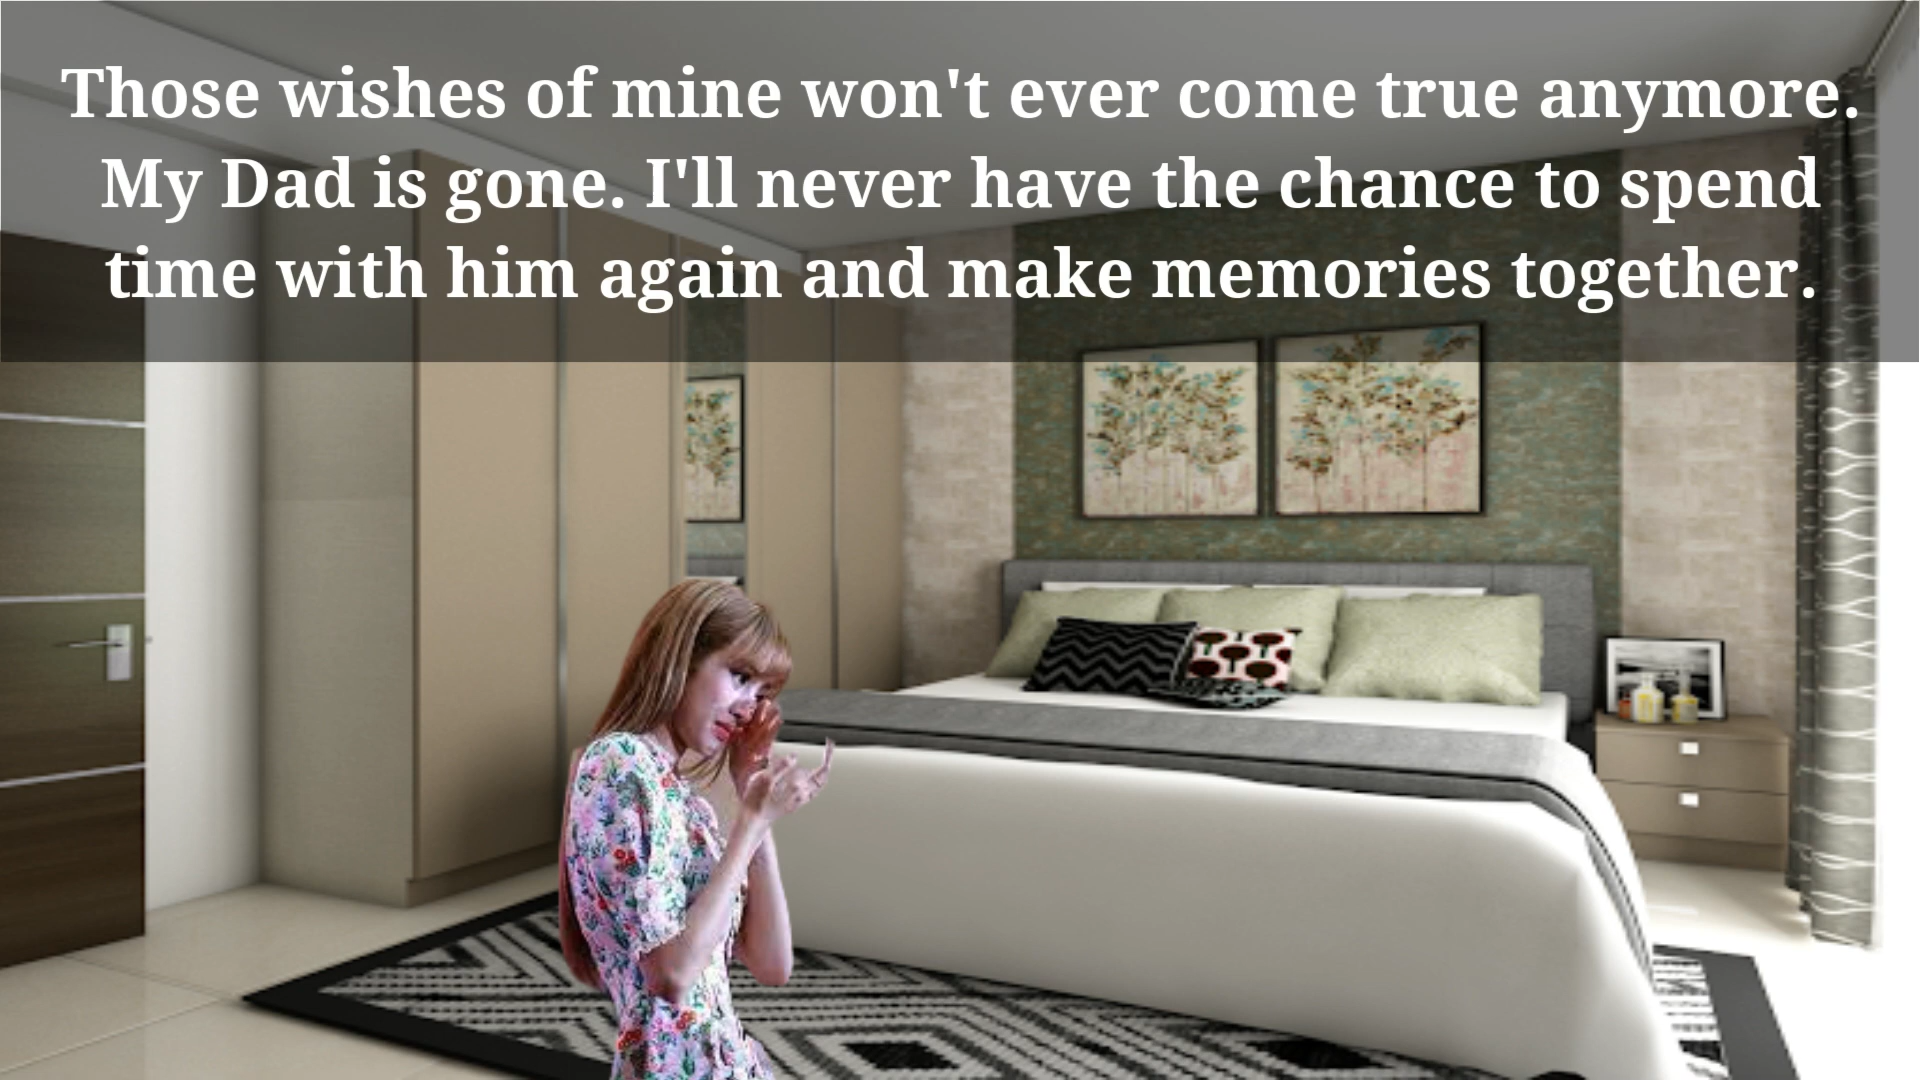 Those wishes of mine won't ever come true anymore.
My Dad is gone. I'll never have the chance to spend
time with him again and make memories together.